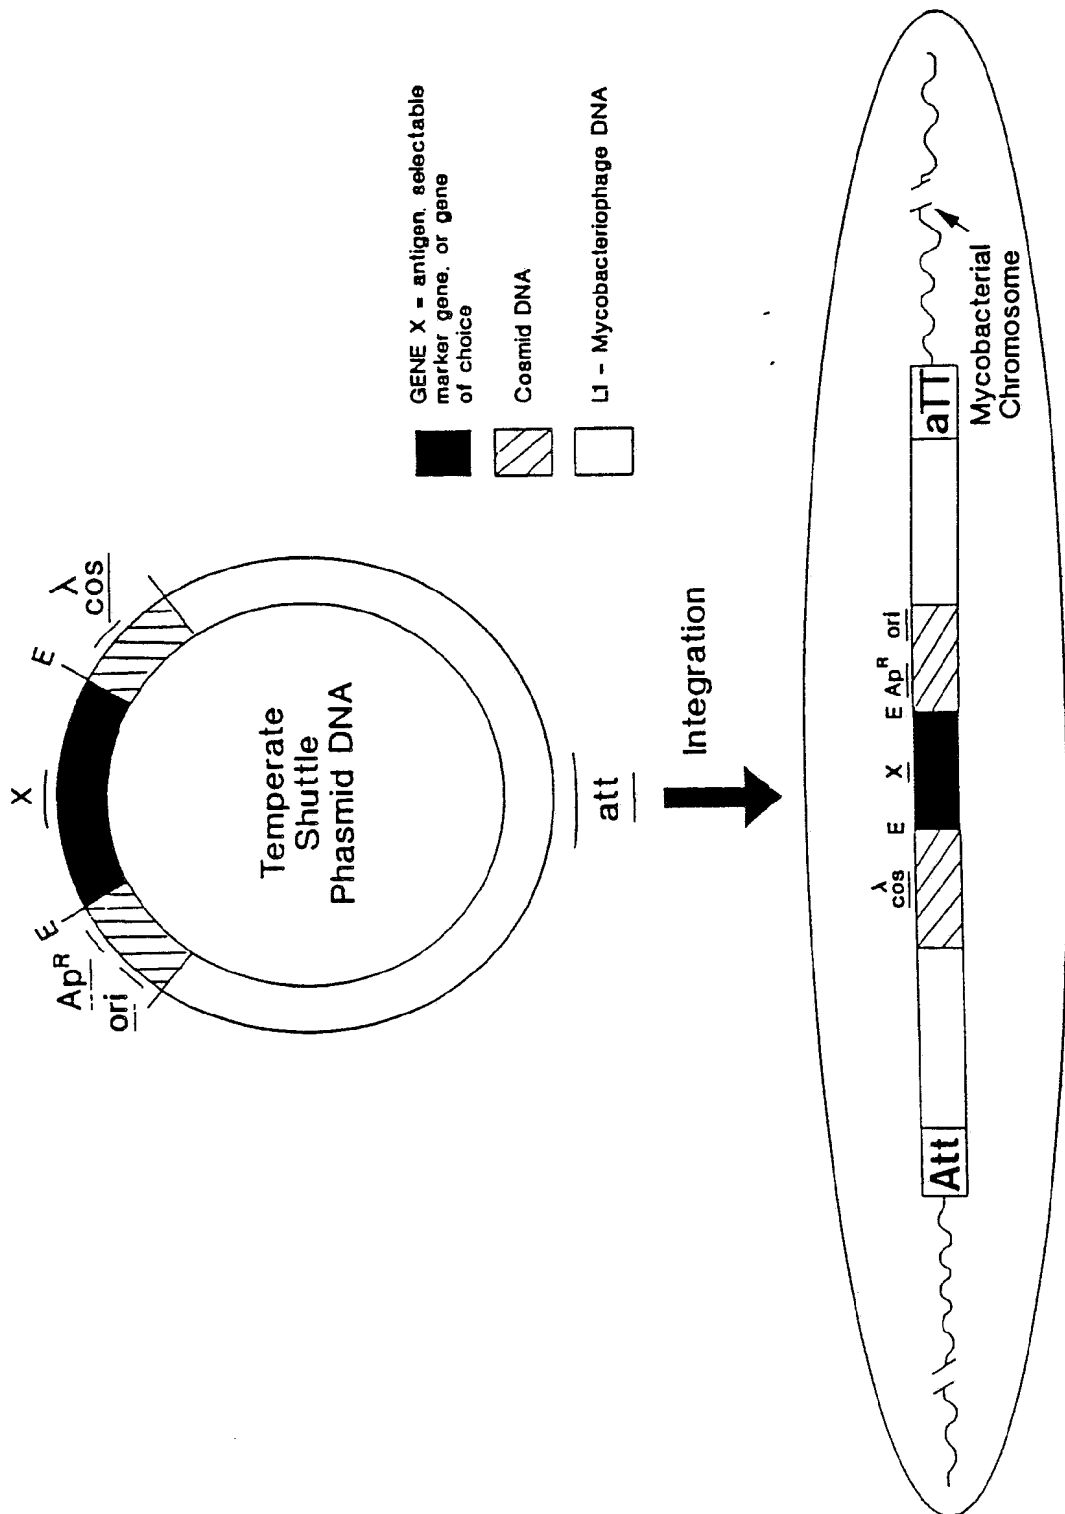 X
E
E
λ
cos
Ap^R
ori
Temperate
Shuttle
Phasmid DNA
att
GENE X = antigen, selectable
marker gene, or gene
of choice
Cosmid DNA
L1 - Mycobacteriophage DNA
Integration
λ
cos
E
X
E
Ap^R
ori
Att
aTT
Mycobacterial
Chromosome